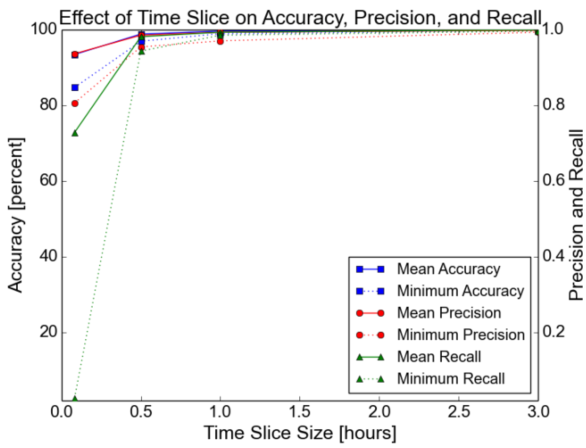 Effect of Time Slice on Accuracy, Precision, and Recall
100
80
60
40
20
Accuracy [percent]
1.0
0.8
0.6
0.4
0.2
Precision and Recall
Mean Accuracy
Minimum Accuracy
Mean Precision
Minimum Precision
Mean Recall
Minimum Recall
0.0 0.5 1.0 1.5 2.0 2.5 3.0
Time Slice Size [hours]